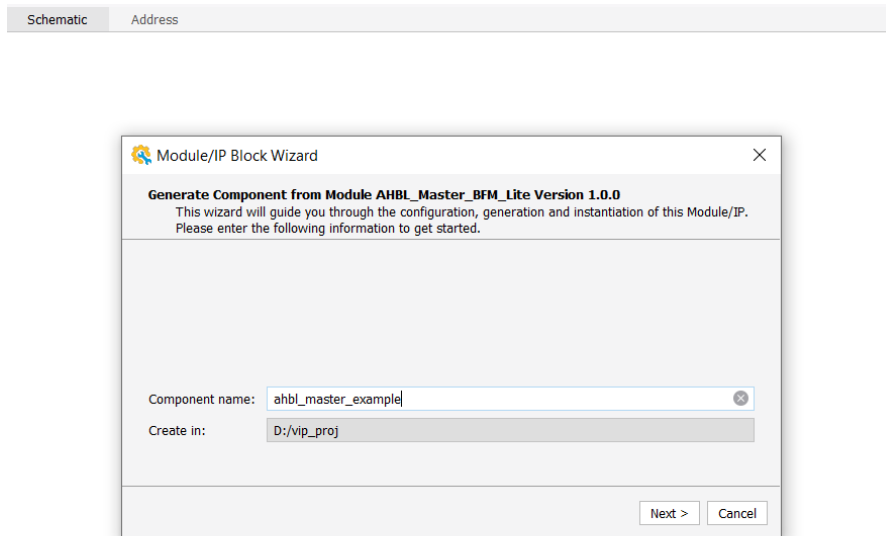 Schematic Address
Module/IP Block Wizard
Generate Component from Module AHBL_Master_BFM_Lite Version 1.0.0
This wizard will guide you through the configuration, generation and instantiation of this Module/IP.
Please enter the following information to get started.
Component name: ahbl_master_example
Create in: D:/vip_proj
Next > Cancel